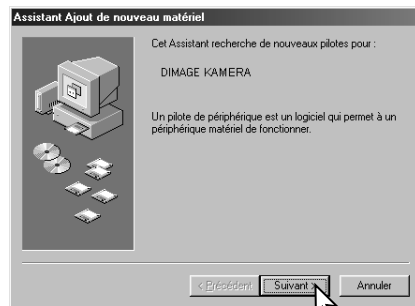 Assistant Ajout de nouveau matériel
Cet Assistant recherche de nouveaux pilotes pour :
DIMAGE KAMERA
Un pilote de périphérique est un logiciel qui permet à un
périphérique matériel de fonctionner.
< Précédent Suivant > Annuler